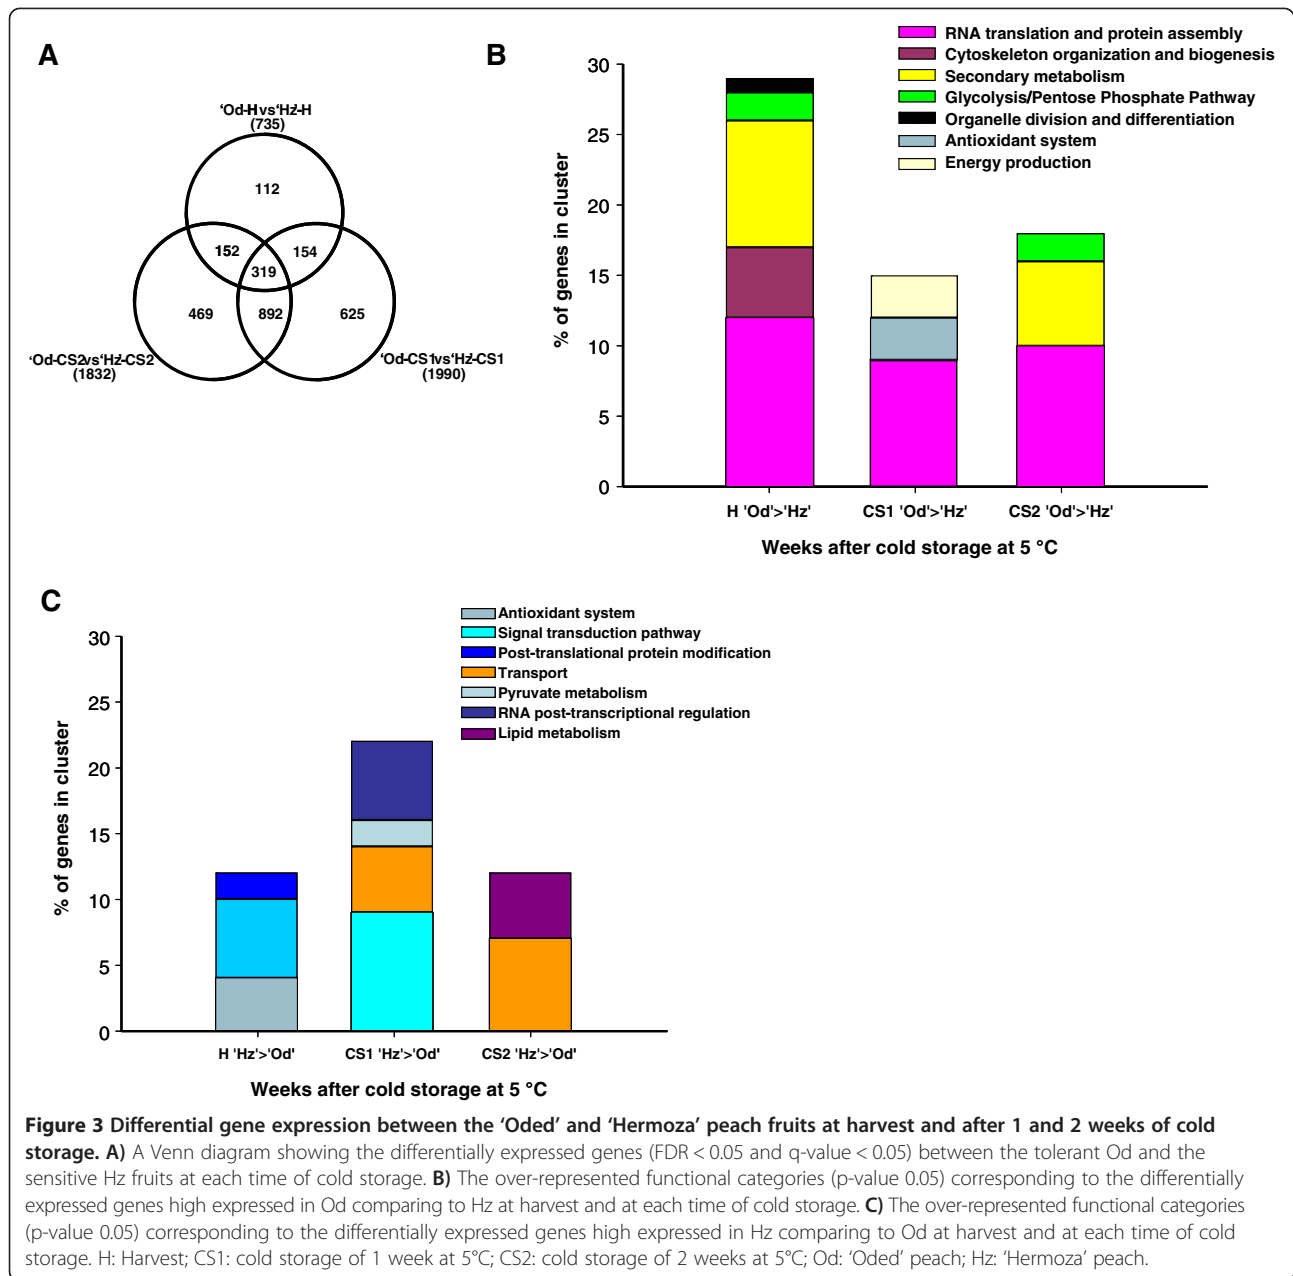 A
'Od-Hvs'Hz'-H
(735)
112
152
154
319
469
892
625
'Od-CS2vs'Hz'-CS2
(1832)
'Od-CS1vs'Hz'-CS1
(1990)
B
RNA translation and protein assembly
Cytoskeleton organization and biogenesis
Secondary metabolism
Glycolysis/Pentose Phosphate Pathway
Organelle division and differentiation
Antioxidant system
Energy production
% of genes in cluster
30
25
20
15
10
5
0
H 'Od'>'Hz'
CS1 'Od'>'Hz'
CS2 'Od'>'Hz'
Weeks after cold storage at 5 °C
C
Antioxidant system
Signal transduction pathway
Post-translational protein modification
Transport
Pyruvate metabolism
RNA post-transcriptional regulation
Lipid metabolism
% of genes in cluster
30
25
20
15
10
5
0
H 'Hz'>'Od'
CS1 'Hz'>'Od'
CS2 'Hz'>'Od'
Weeks after cold storage at 5 °C
Figure 3 Differential gene expression between the ‘Oded’ and ‘Hermoza’ peach fruits at harvest and after 1 and 2 weeks of cold
storage. A) A Venn diagram showing the differentially expressed genes (FDR < 0.05 and q-value < 0.05) between the tolerant Od and the
sensitive Hz fruits at each time of cold storage. B) The over-represented functional categories (p-value 0.05) corresponding to the differentially
expressed genes high expressed in Od comparing to Hz at harvest and at each time of cold storage. C) The over-represented functional categories
(p-value 0.05) corresponding to the differentially expressed genes high expressed in Hz comparing to Od at harvest and at each time of cold
storage. H: Harvest; CS1: cold storage of 1 week at 5°C; CS2: cold storage of 2 weeks at 5°C; Od: ‘Oded’ peach; Hz: ‘Hermoza’ peach.